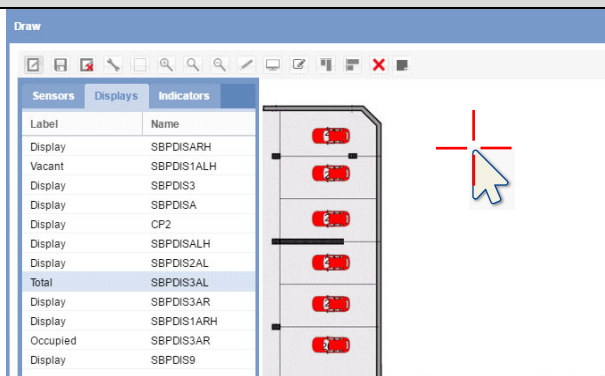 Draw
Sensors Displays Indicators
Label Name
Display SBPDISARH
Vacant SBPDIS1ALH
Display SBPDIS3
Display SBPDISA
Display CP2
Display SBPDISALH
Display SBPDIS2AL
Total SBPDIS3AL
Display SBPDIS3AR
Display SBPDIS1ARH
Occupied SBPDIS3AR
Display SBPDIS9